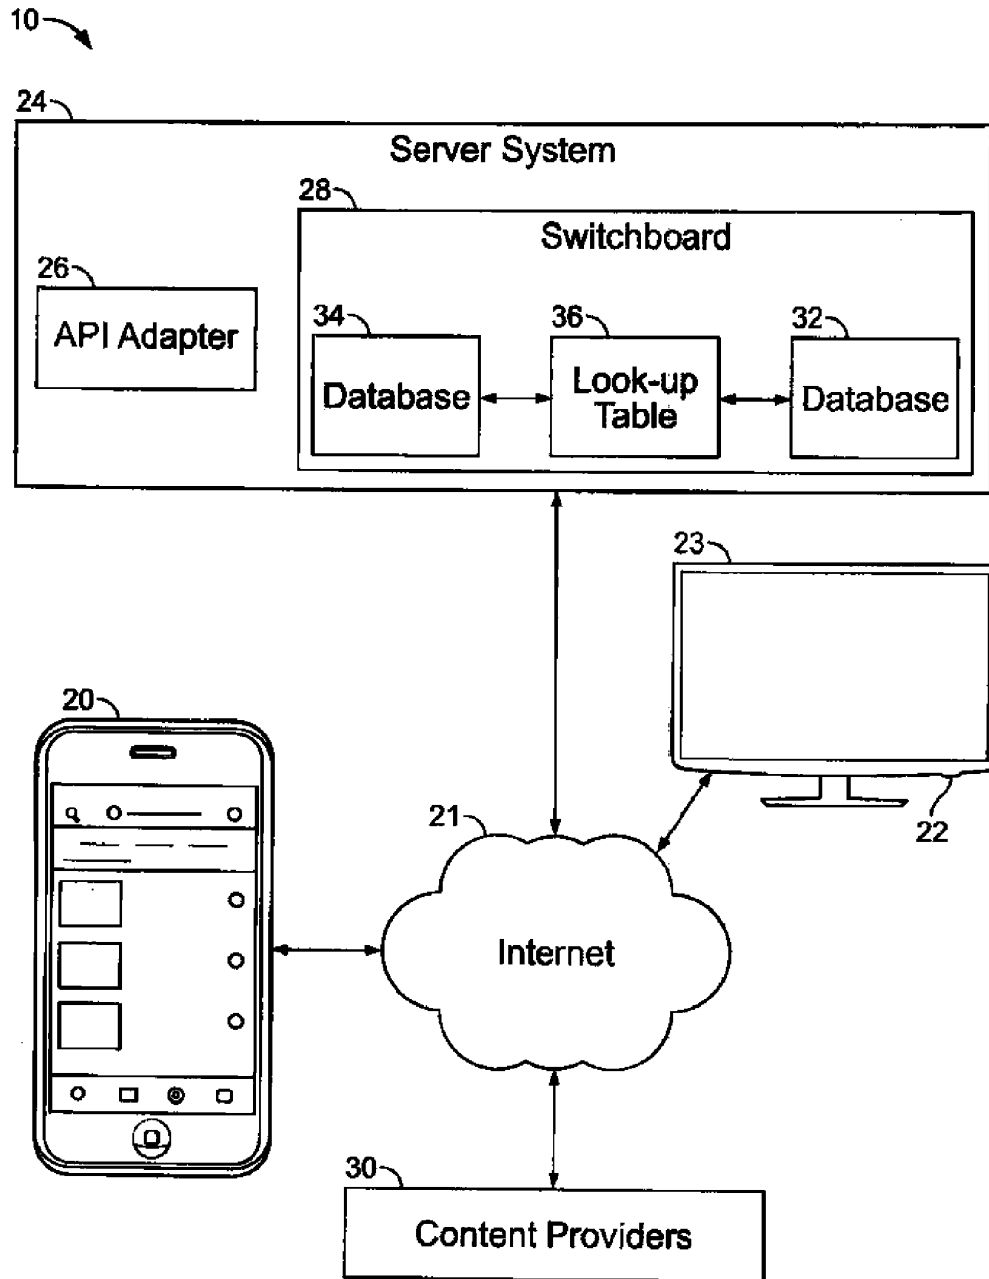 10
24
Server System
28
Switchboard
26
API Adapter
34
Database
36
Look-up
Table
32
Database
23
22
20
21
Internet
30
Content Providers